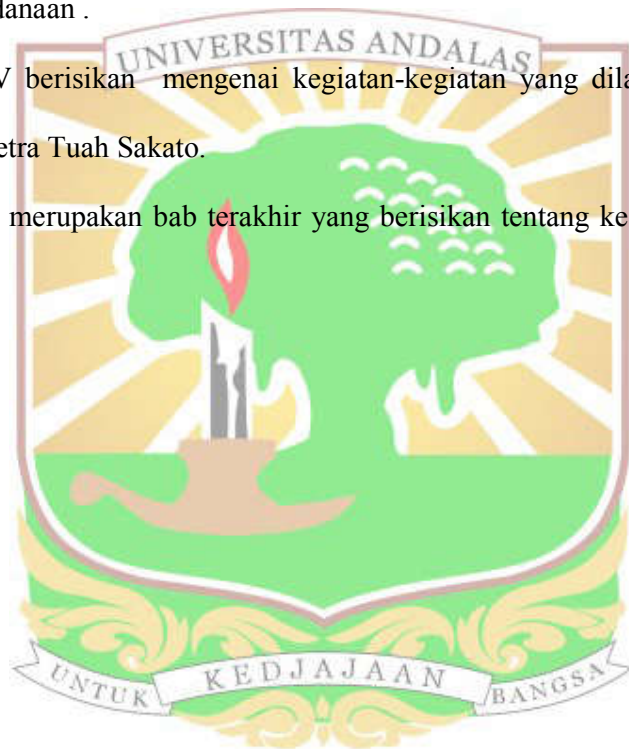 danaan .
UNIVERSITAS ANDALAS
V berisikan mengenai kegiatan-kegiatan yang dila
etra Tuah Sakato.
merupakan bab terakhir yang berisikan tentang ke
UNTUK KEDJAJAAN BANGSA